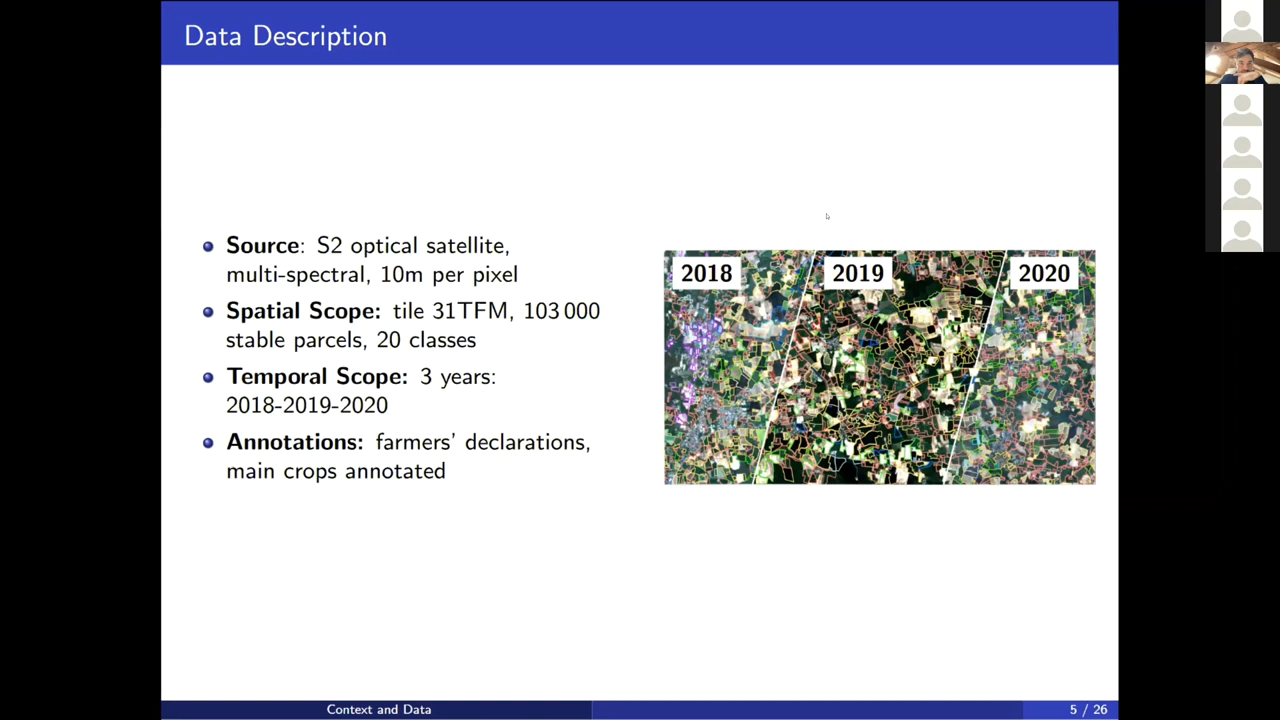 Data Description
Source: S2 optical satellite,
multi-spectral, 10m per pixel
Spatial Scope: tile 31TFM, 103 000
stable parcels, 20 classes
Temporal Scope: 3 years:
2018-2019-2020
Annotations: farmers' declarations,
main crops annotated
2018
2019
2020
Context and Data
5 / 26